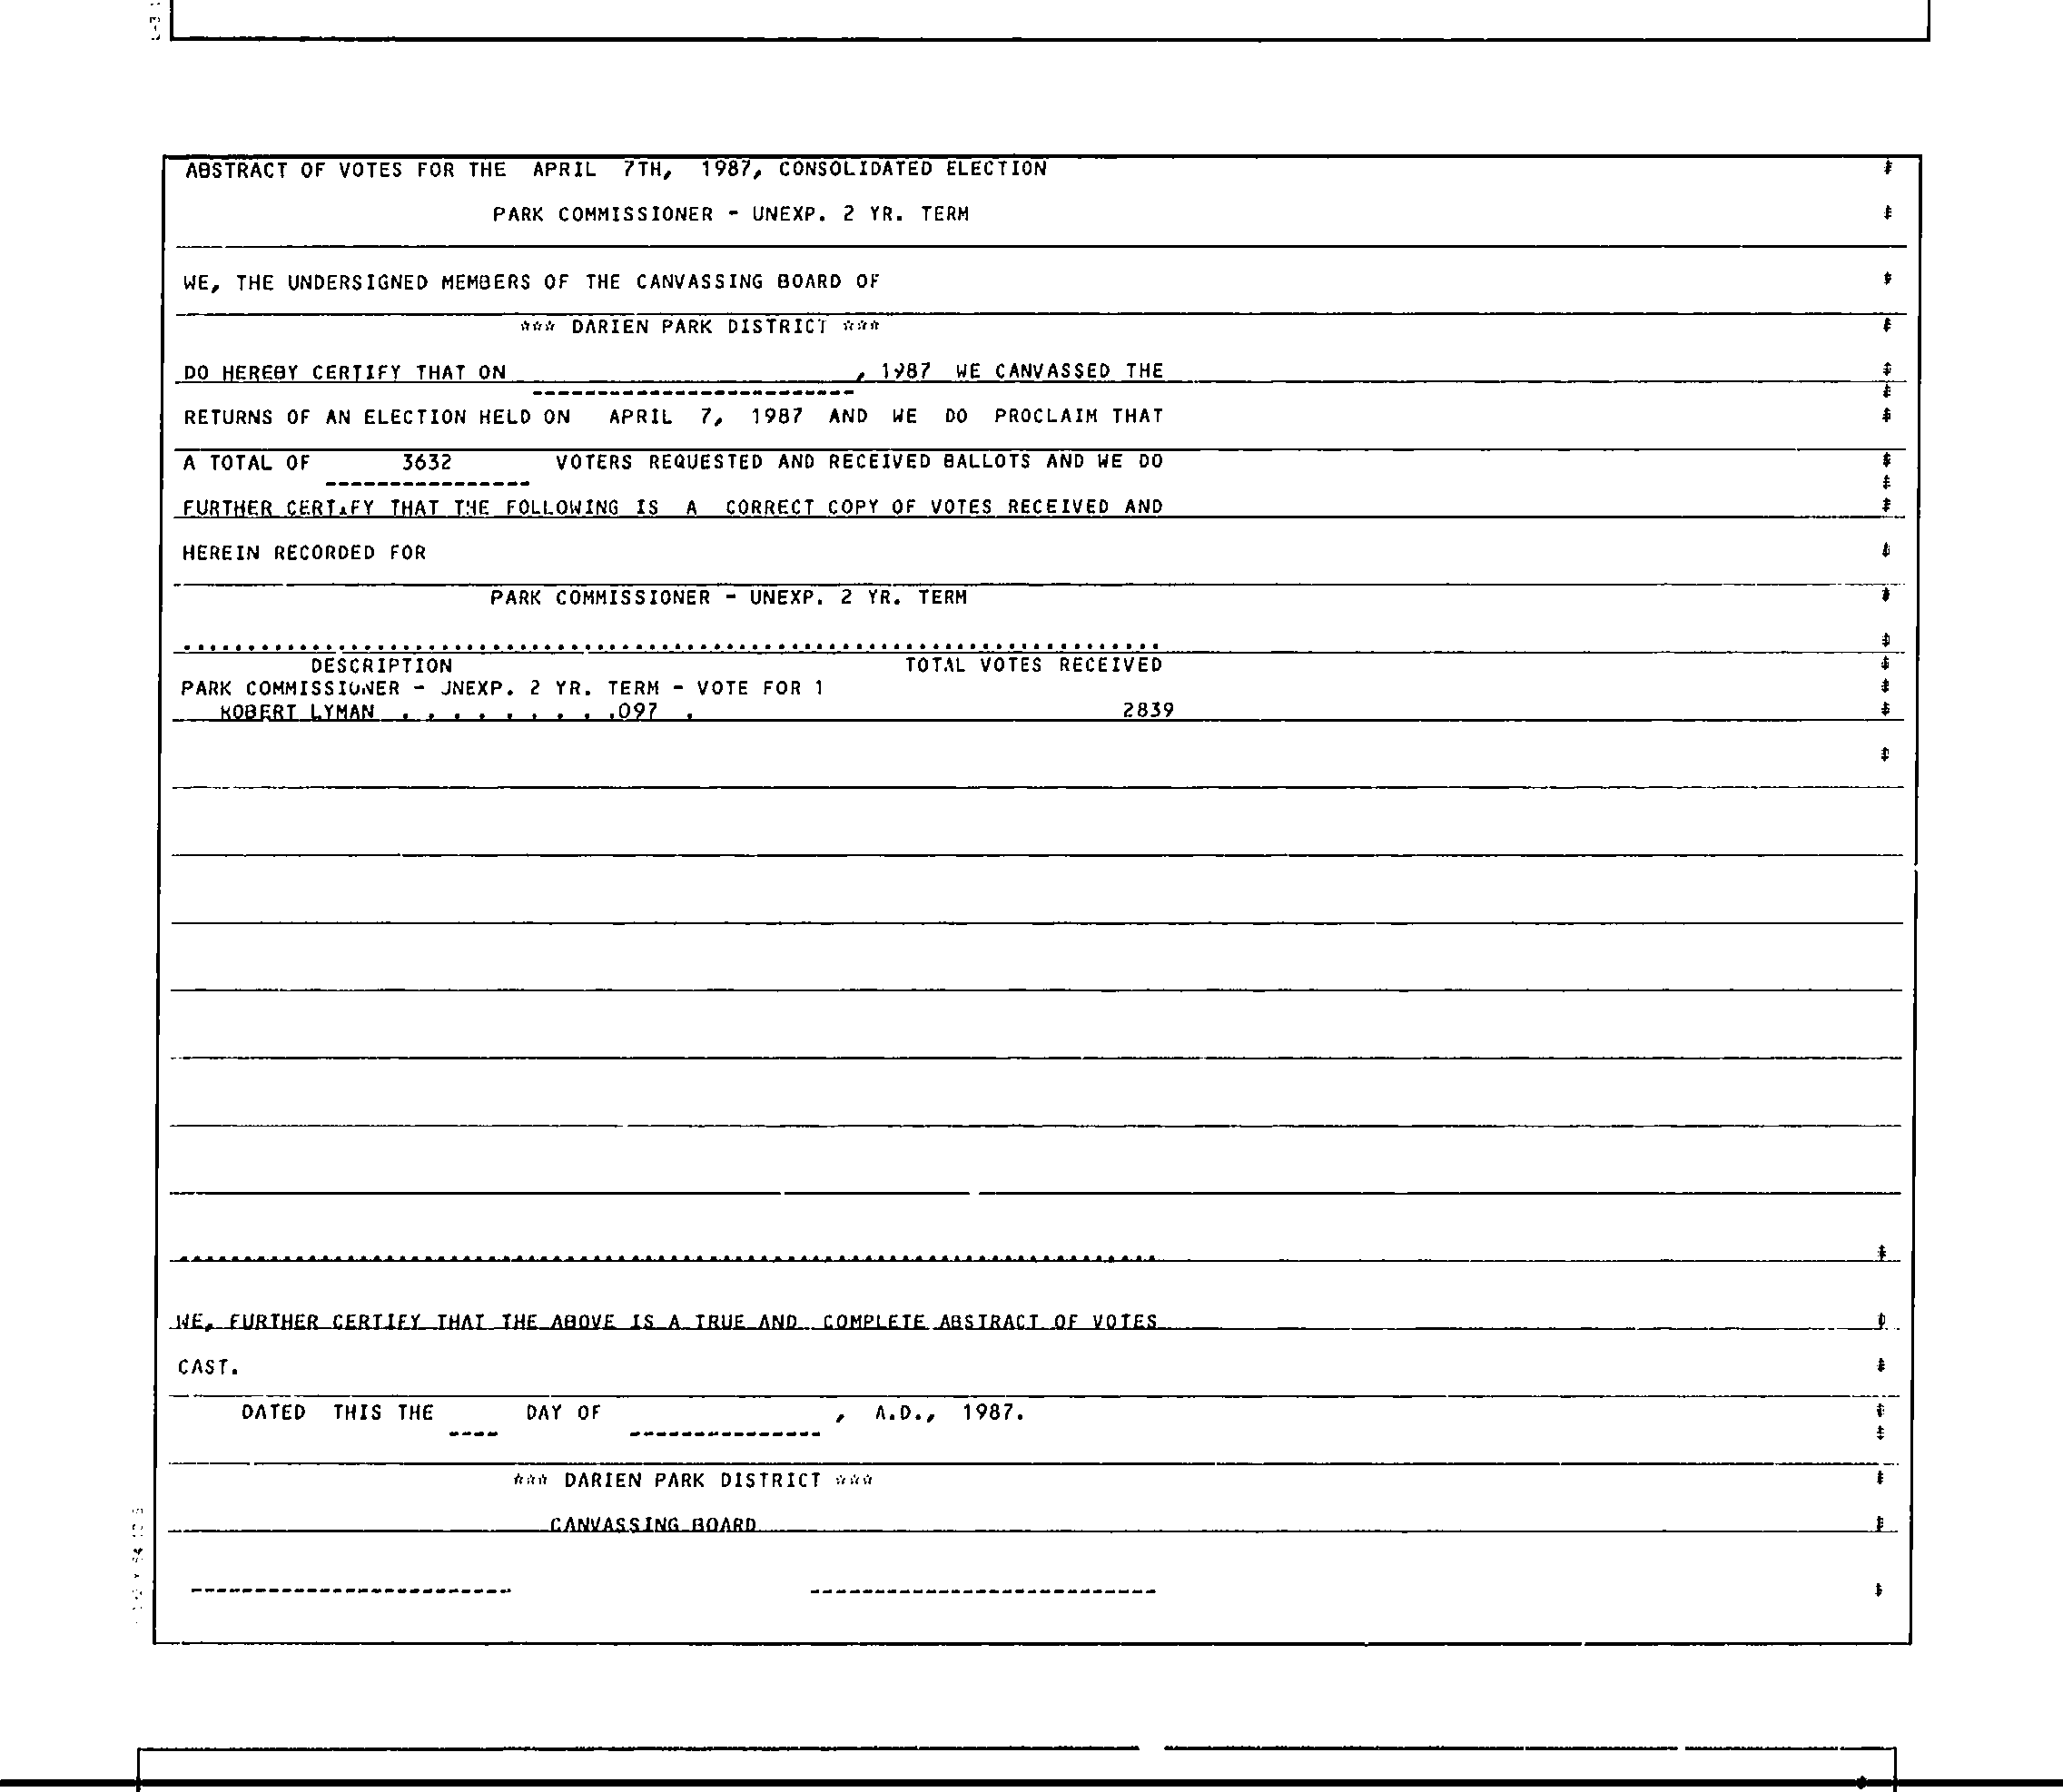 ABSTRACT OF VOTES FOR THE APRIL 7TH, 1987, CONSOLIDATED ELECTION
PARK COMMISSIONER - UNEXP. 2 YR. TERM
WE, THE UNDERSIGNED MEMBERS OF THE CANVASSING BOARD OF
*** DARIEN PARK DISTRICT ***
DO HEREBY CERTIFY THAT ON , 1987 WE CANVASSED THE
RETURNS OF AN ELECTION HELD ON APRIL 7, 1987 AND WE DO PROCLAIM THAT
A TOTAL OF 3632 VOTERS REQUESTED AND RECEIVED BALLOTS AND WE DO
FURTHER CERTIFY THAT THE FOLLOWING IS A CORRECT COPY OF VOTES RECEIVED AND
HEREIN RECORDED FOR
PARK COMMISSIONER - UNEXP. 2 YR. TERM
DESCRIPTION TOTAL VOTES RECEIVED
PARK COMMISSIONER - UNEXP. 2 YR. TERM - VOTE FOR 1
ROBERT LYMAN . . . . . . . . .097 . 2839
WE, FURTHER CERTIFY THAT THE ABOVE IS A TRUE AND COMPLETE ABSTRACT OF VOTES
CAST.
DATED THIS THE ---- DAY OF ---------------, A.D., 1987.
*** DARIEN PARK DISTRICT ***
CANVASSING BOARD